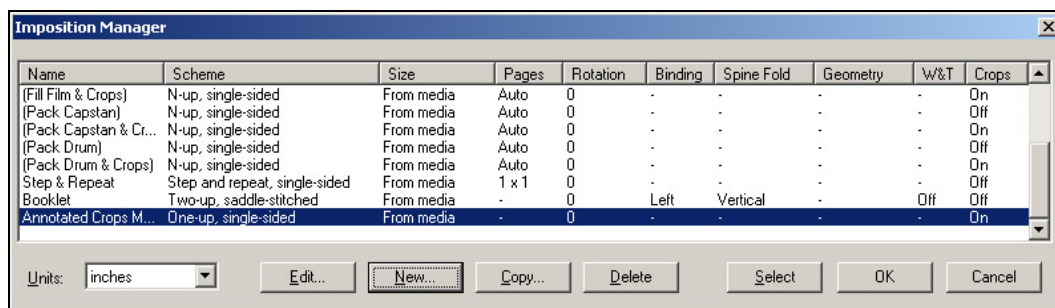 Imposition Manager
Name Scheme Size Pages Rotation Binding Spine Fold Geometry W&T Crops
(Fill Film & Crops) N-up, single-sided From media Auto 0 - - - - On
(Pack Capstan) N-up, single-sided From media Auto 0 - - - - Off
(Pack Capstan & Cr... N-up, single-sided From media Auto 0 - - - - On
(Pack Drum) N-up, single-sided From media Auto 0 - - - - Off
(Pack Drum & Crops) N-up, single-sided From media Auto 0 - - - - On
Step & Repeat Step and repeat, single-sided From media 1 x 1 0 - - - - Off
Booklet Two-up, saddle-stitched From media - 0 Left Vertical - Off Off
Annotated Crops M... One-up, single-sided From media - 0 - - - - On
Units: inches Edit... New... Copy... Delete Select OK Cancel